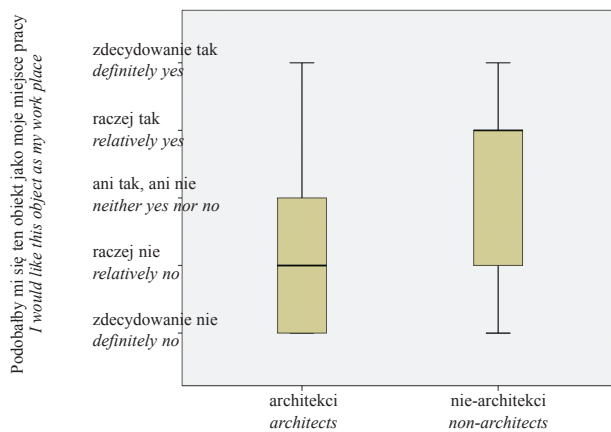 Podobałby mi się ten obiekt jako moje miejsce pracy
I would like this object as my work place
zdecydowanie tak
definitely yes
raczej tak
relatively yes
ani tak, ani nie
neither yes nor no
raczej nie
relatively no
zdecydowanie nie
definitely no
architekci
architects
nie-architekci
non-architects